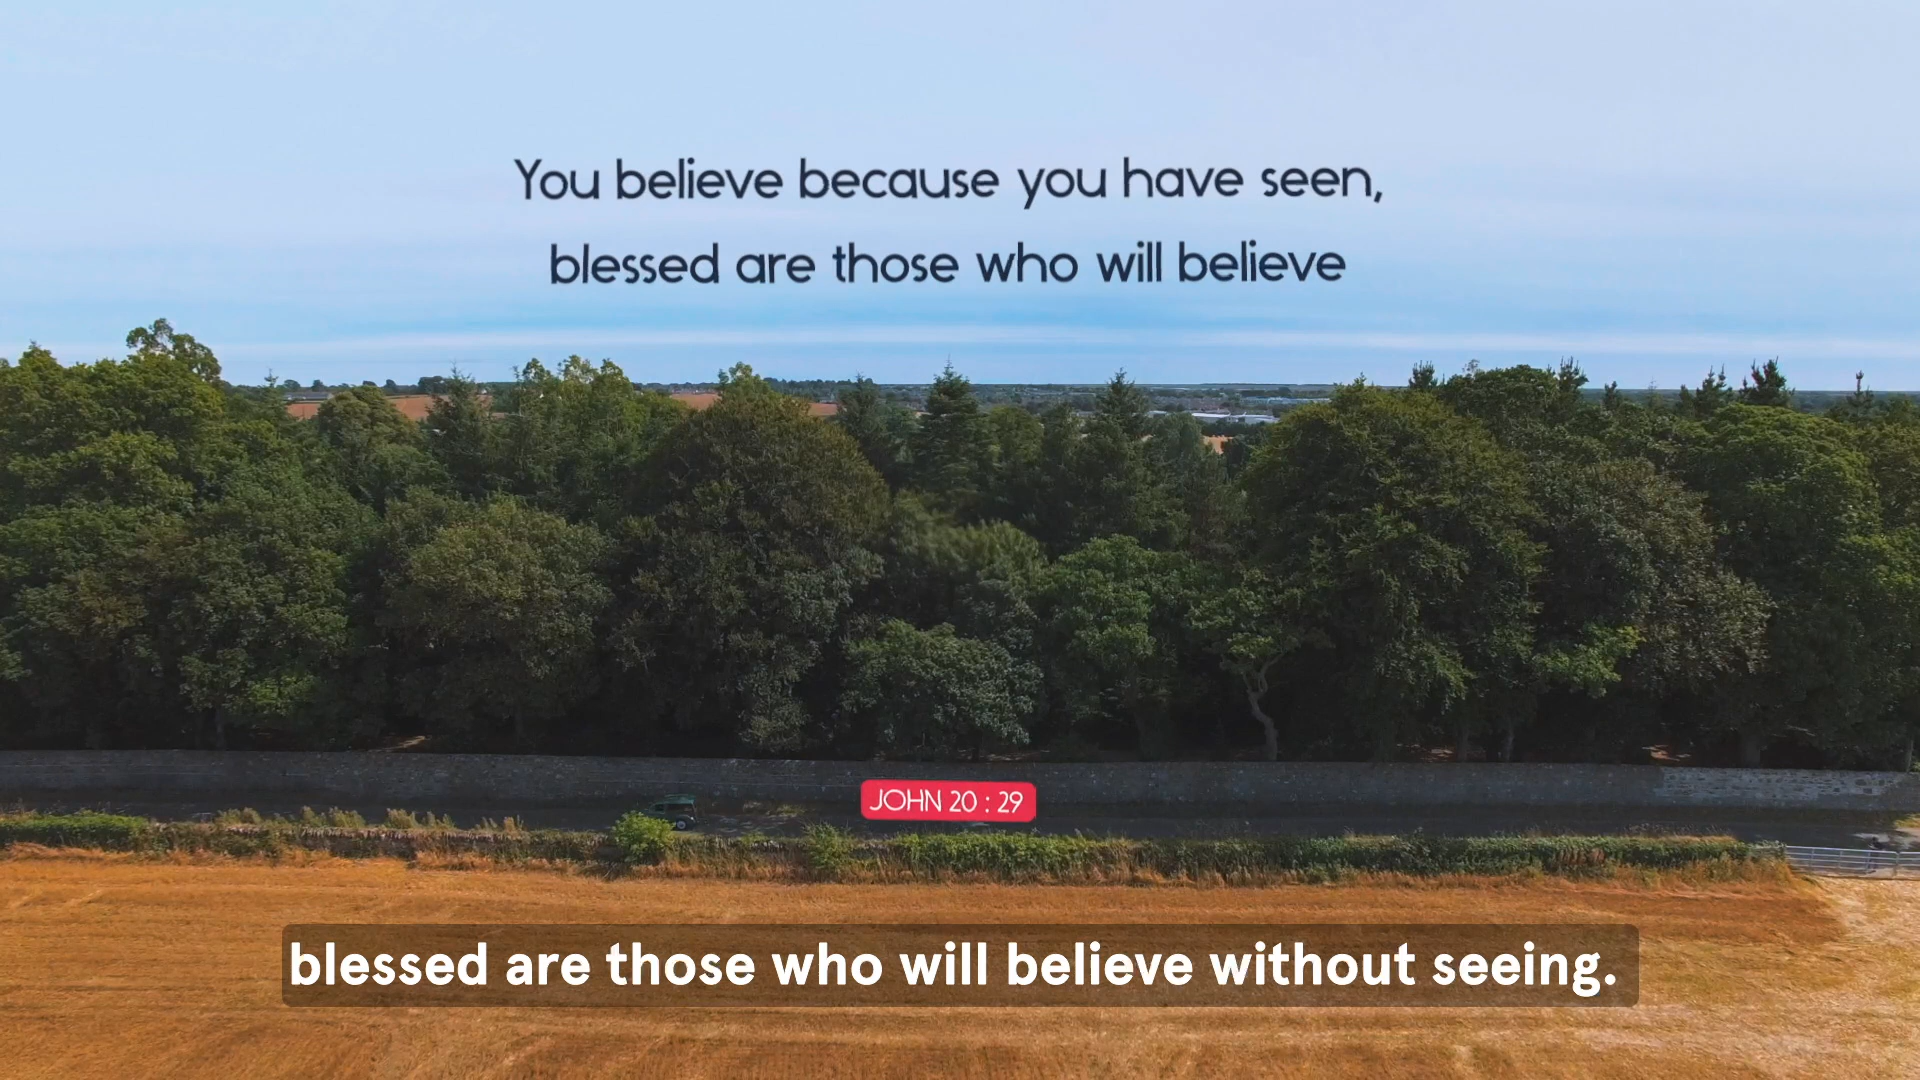 You believe because you have seen,
blessed are those who will believe
JOHN 20 : 29
blessed are those who will believe without seeing.